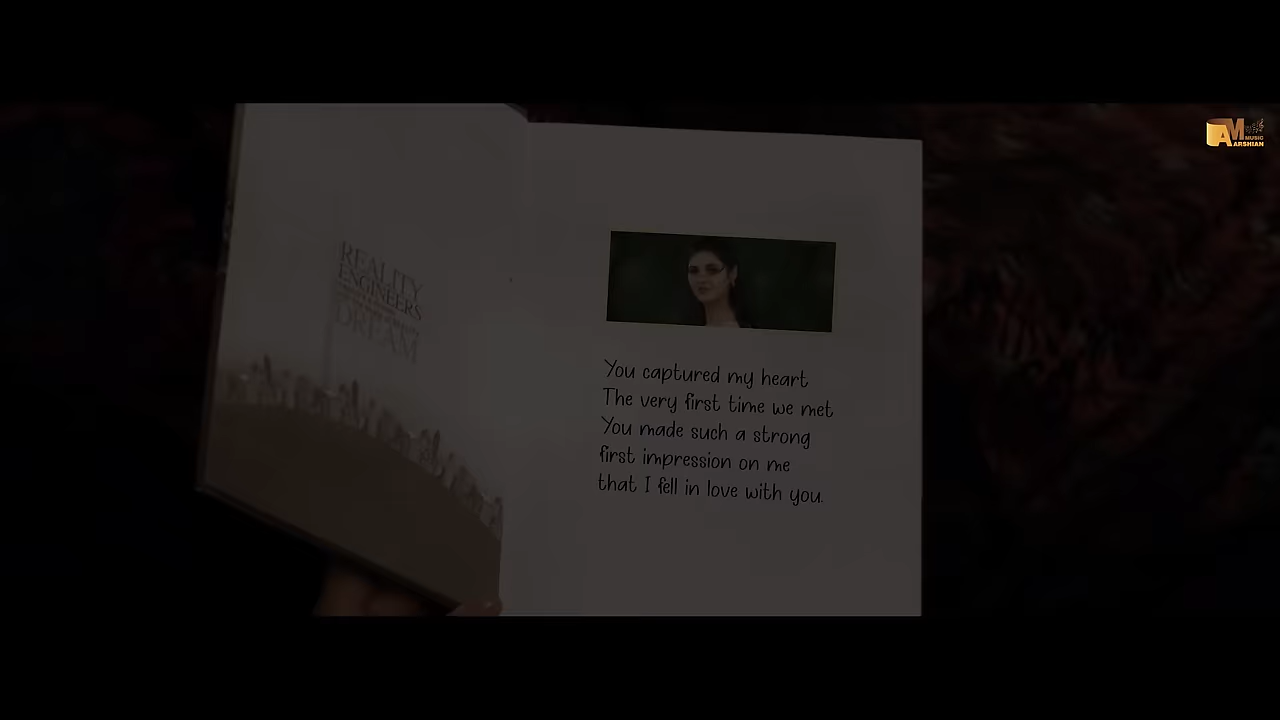 REALITY
ENGINEERS
DREAM
You captured my heart
The very first time we met
You made such a strong
first impression on me
that I fell in love with you.
AM
MUSIC
ARSHIAN